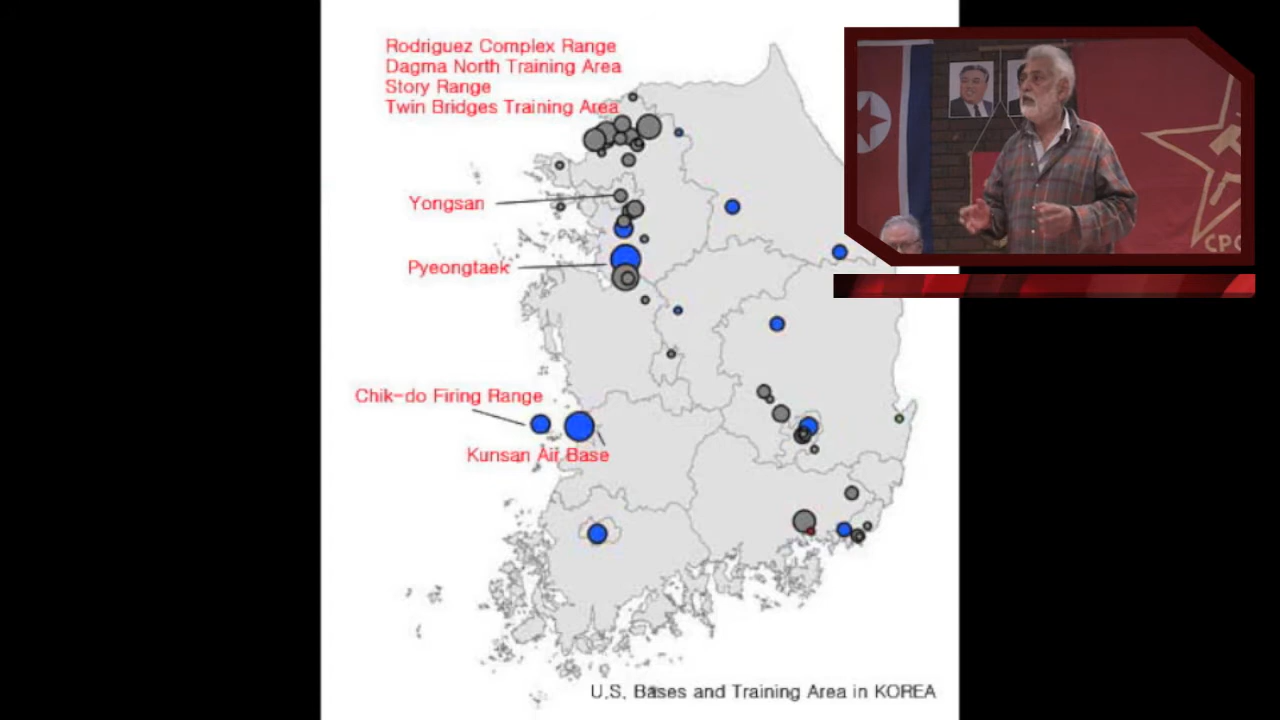 Rodriguez Complex Range
Dagma North Training Area
Story Range
Twin Bridges Training Area
Yongsan
Pyeongtaek
Chik-do Firing Range
Kunsan Air Base
U.S. Bases and Training Area in KOREA